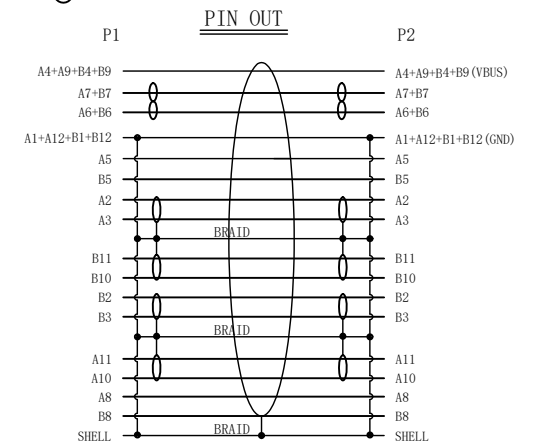 PIN OUT
P1 P2
A4+A9+B4+B9 A4+A9+B4+B9(VBUS)
A7+B7 A7+B7
A6+B6 A6+B6
A1+A12+B1+B12 A1+A12+B1+B12(GND)
A5 A5
B5 B5
A2 A2
A3 A3
BRAID
B11 B11
B10 B10
B2 B2
B3 B3
BRAID
A11 A11
A10 A10
A8 A8
B8 B8
SHELL BRAID SHELL